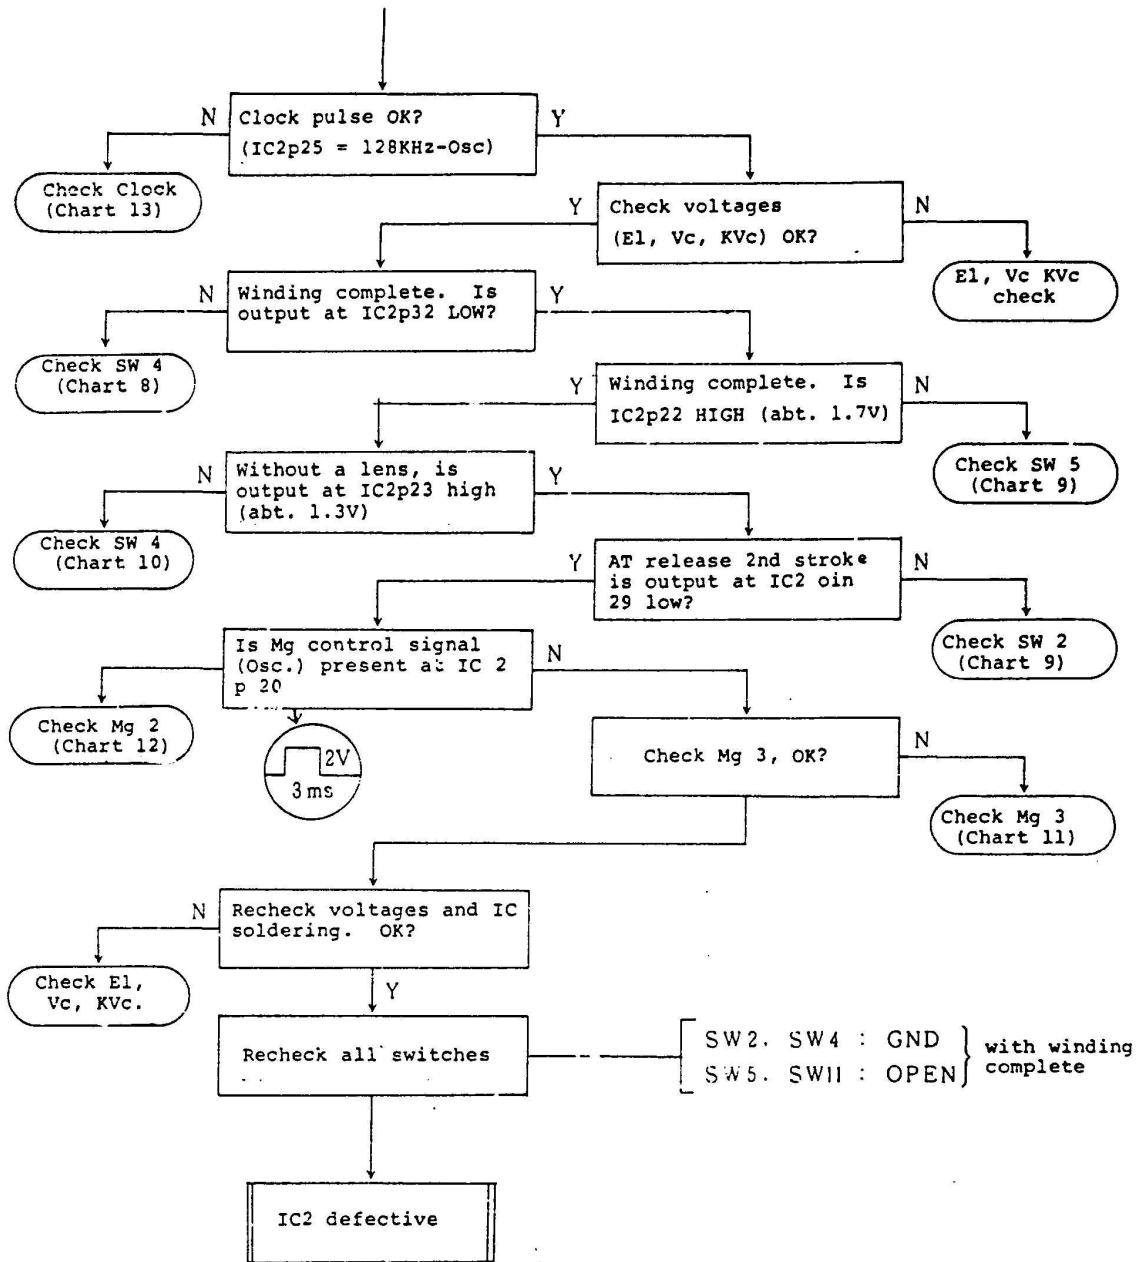 N
Clock pulse OK?
(IC2p25 = 128KHz-Osc)
Y
Check Clock
(Chart 13)
Y
Check voltages
(El, Vc, KVc) OK?
N
El, Vc KVc
check
N
Winding complete. Is
output at IC2p32 LOW?
Y
Check SW 4
(Chart 8)
Y
Winding complete. Is
IC2p22 HIGH (abt. 1.7V)
N
Check SW 5
(Chart 9)
N
Without a lens, is
output at IC2p23 high
(abt. 1.3V)
Y
Check SW 4
(Chart 10)
Y
AT release 2nd stroke
is output at IC2 oin
29 low?
N
Check SW 2
(Chart 9)
Is Mg control signal
(Osc.) present at IC 2
p 20
N
Check Mg 2
(Chart 12)
2V
3 ms
Check Mg 3, OK?
N
Check Mg 3
(Chart 11)
N
Recheck voltages and IC
soldering. OK?
Check El,
Vc, KVc.
Y
Recheck all switches
SW2. SW4 : GND
SW5. SW11 : OPEN
with winding
complete
IC2 defective